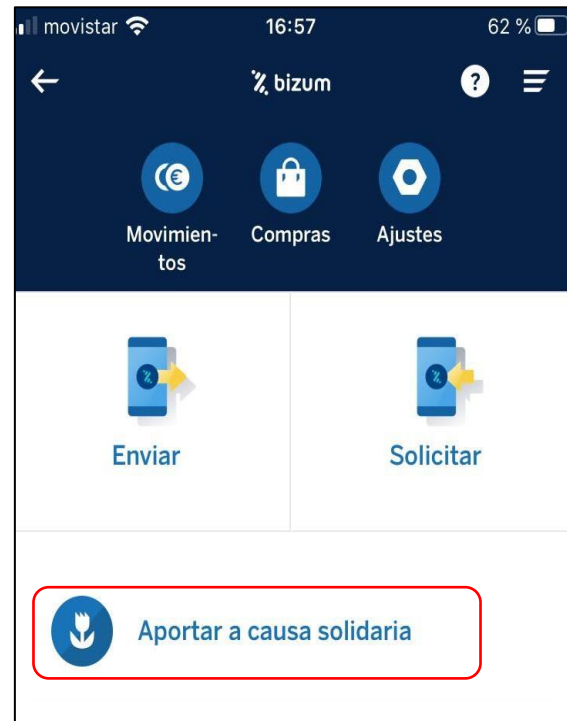 movistar 16:57 62 %
bizum ?
Movimien-
tos
Compras
Ajustes
Enviar
Solicitar
Aportar a causa solidaria